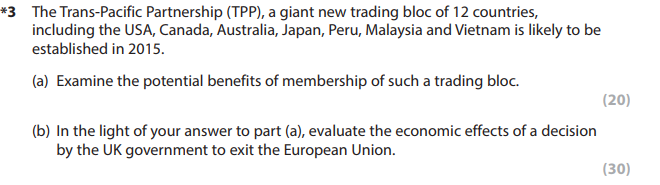 *3 The Trans-Pacific Partnership (TPP), a giant new trading bloc of 12 countries,
including the USA, Canada, Australia, Japan, Peru, Malaysia and Vietnam is likely to be
established in 2015.
(a) Examine the potential benefits of membership of such a trading bloc.
(20)
(b) In the light of your answer to part (a), evaluate the economic effects of a decision
by the UK government to exit the European Union.
(30)